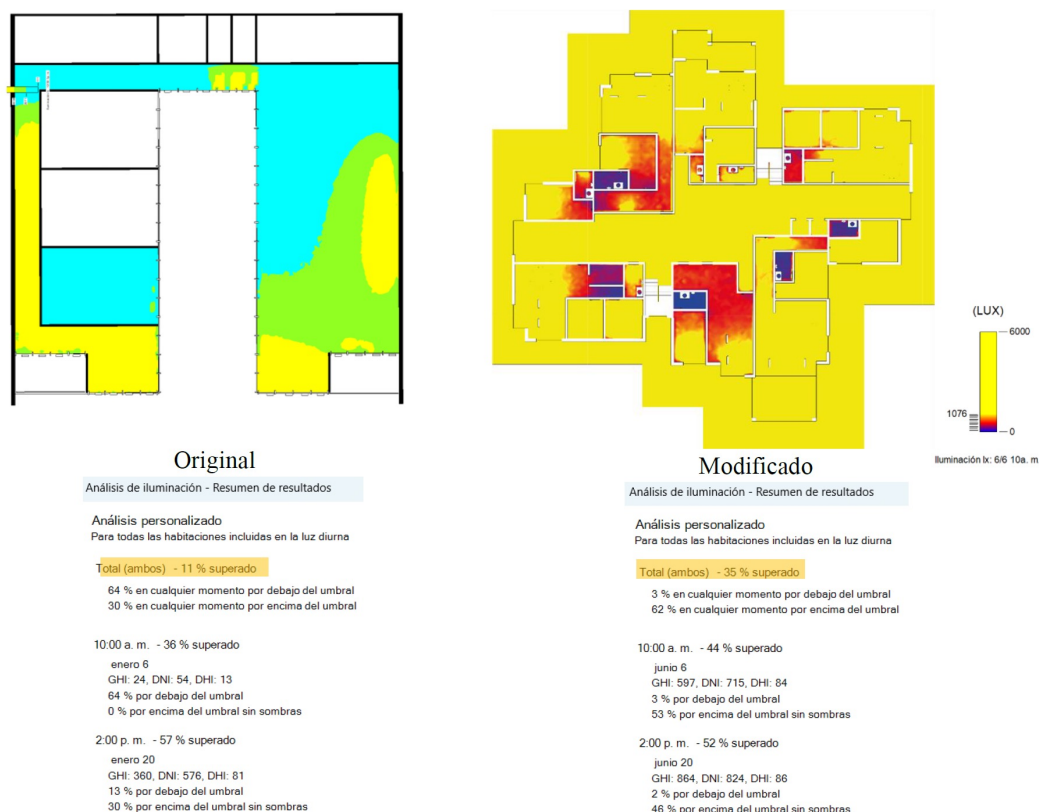 (LUX)
6000
1076
0
Iluminación lx: 6/6 10a. m
Original
Análisis de iluminación - Resumen de resultados
Análisis personalizado
Para todas las habitaciones incluidas en la luz diurna
Total (ambos) - 11 % superado
64 % en cualquier momento por debajo del umbral
30 % en cualquier momento por encima del umbral
10:00 a. m. - 36 % superado
enero 6
GHI: 24, DNI: 54, DHI: 13
64 % por debajo del umbral
0 % por encima del umbral sin sombras
2:00 p. m. - 57 % superado
enero 20
GHI: 360, DNI: 576, DHI: 81
13 % por debajo del umbral
30 % por encima del umbral sin sombras
Modificado
Análisis de iluminación - Resumen de resultados
Análisis personalizado
Para todas las habitaciones incluidas en la luz diurna
Total (ambos) - 35 % superado
3 % en cualquier momento por debajo del umbral
62 % en cualquier momento por encima del umbral
10:00 a. m. - 44 % superado
junio 6
GHI: 597, DNI: 715, DHI: 84
3 % por debajo del umbral
53 % por encima del umbral sin sombras
2:00 p. m. - 52 % superado
junio 20
GHI: 864, DNI: 824, DHI: 86
2 % por debajo del umbral
46 % por encima del umbral sin sombras